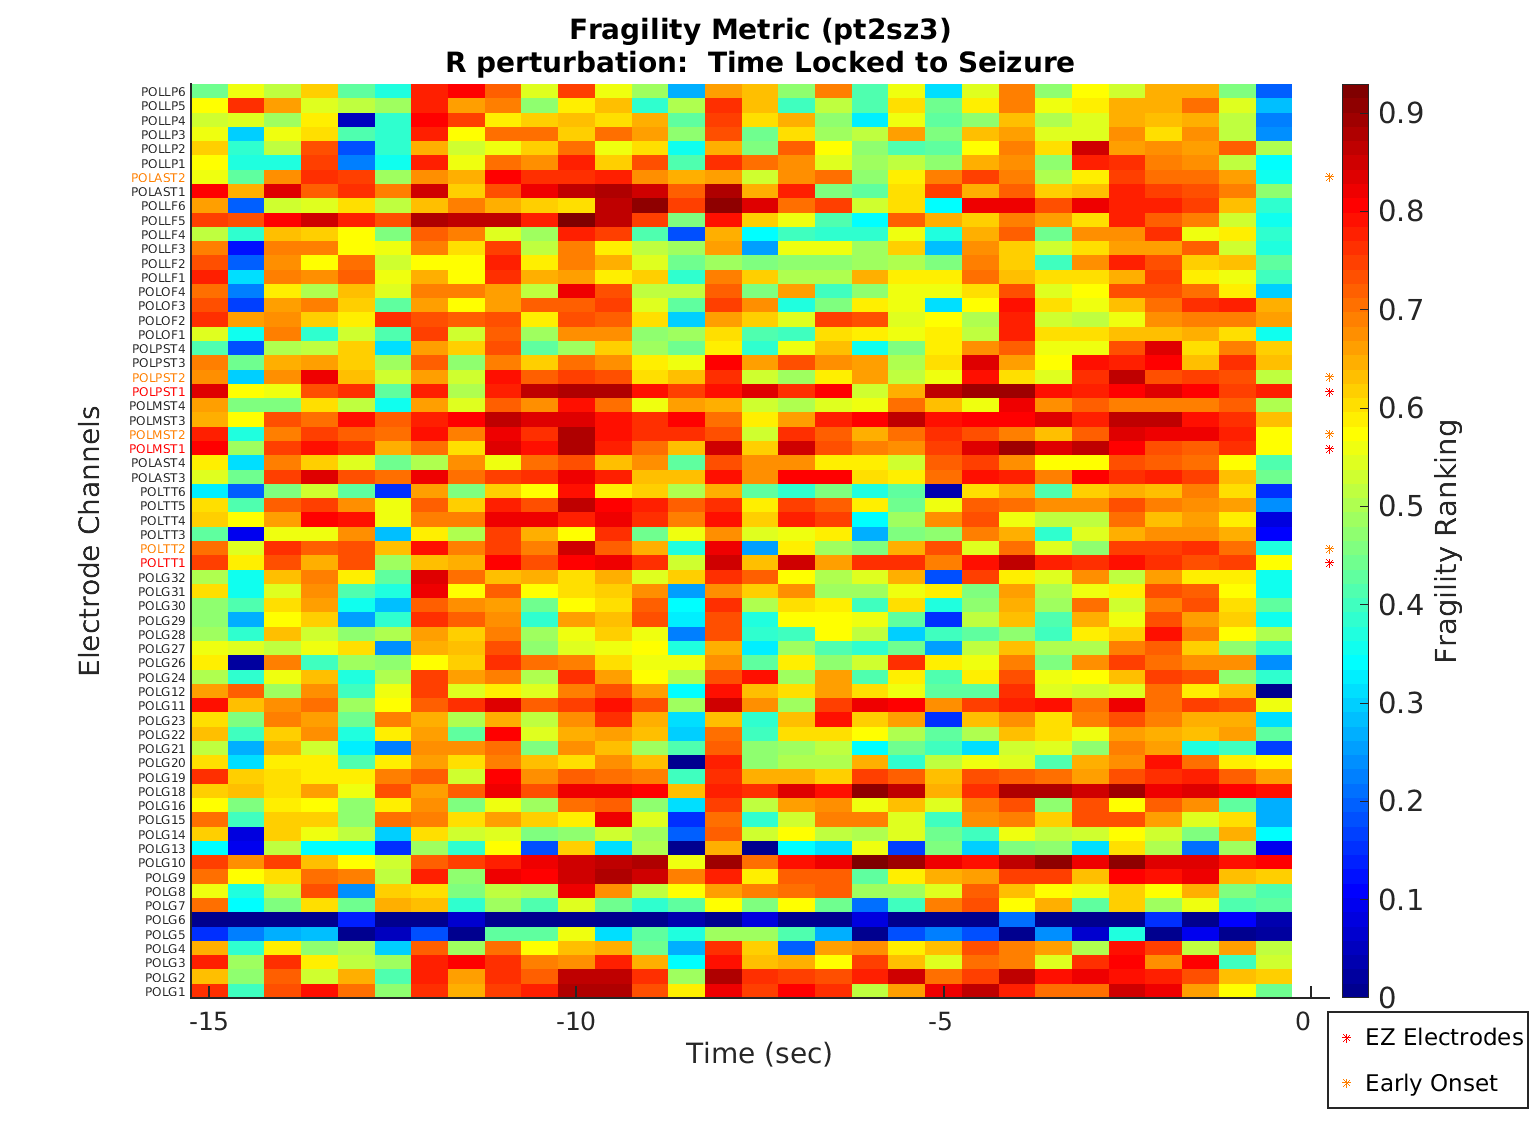 Fragility Metric (pt2sz3)
R perturbation:  Time Locked to Seizure
Electrode Channels
POLLP6
POLLP5
POLLP4
POLLP3
POLLP2
POLLP1
POLAST2
POLAST1
POLLF6
POLLF5
POLLF4
POLLF3
POLLF2
POLLF1
POLOF4
POLOF3
POLOF2
POLOF1
POLPST4
POLPST3
POLPST2
POLPST1
POLMST4
POLMST3
POLMST2
POLMST1
POLAST4
POLAST3
POLTT6
POLTT5
POLTT4
POLTT3
POLTT2
POLTT1
POLG32
POLG31
POLG30
POLG29
POLG28
POLG27
POLG26
POLG24
POLG12
POLG11
POLG23
POLG22
POLG21
POLG20
POLG19
POLG18
POLG16
POLG15
POLG14
POLG13
POLG10
POLG9
POLG8
POLG7
POLG6
POLG5
POLG4
POLG3
POLG2
POLG1
-15
-10
-5
0
Time (sec)
0.9
0.8
0.7
0.6
0.5
0.4
0.3
0.2
0.1
0
Fragility Ranking
EZ Electrodes
Early Onset